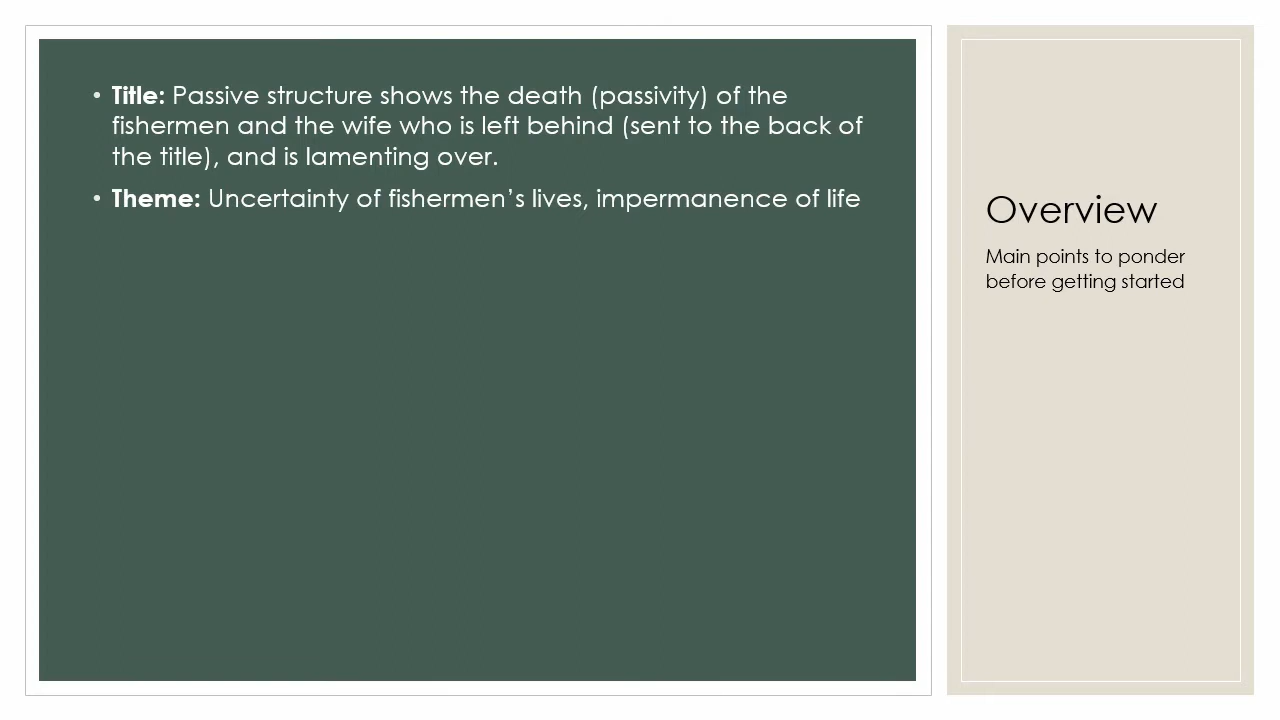 • Title: Passive structure shows the death (passivity) of the
fishermen and the wife who is left behind (sent to the back of
the title), and is lamenting over.
• Theme: Uncertainty of fishermen’s lives, impermanence of life
Overview
Main points to ponder
before getting started